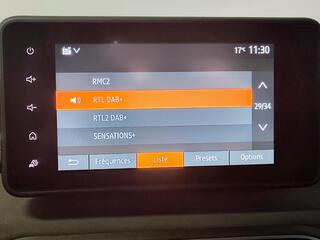 17°C 11:30
RMC2
RTL DAB+
RTL2 DAB+
29/34
SENSATIONS+
Fréquences Liste Presets Options